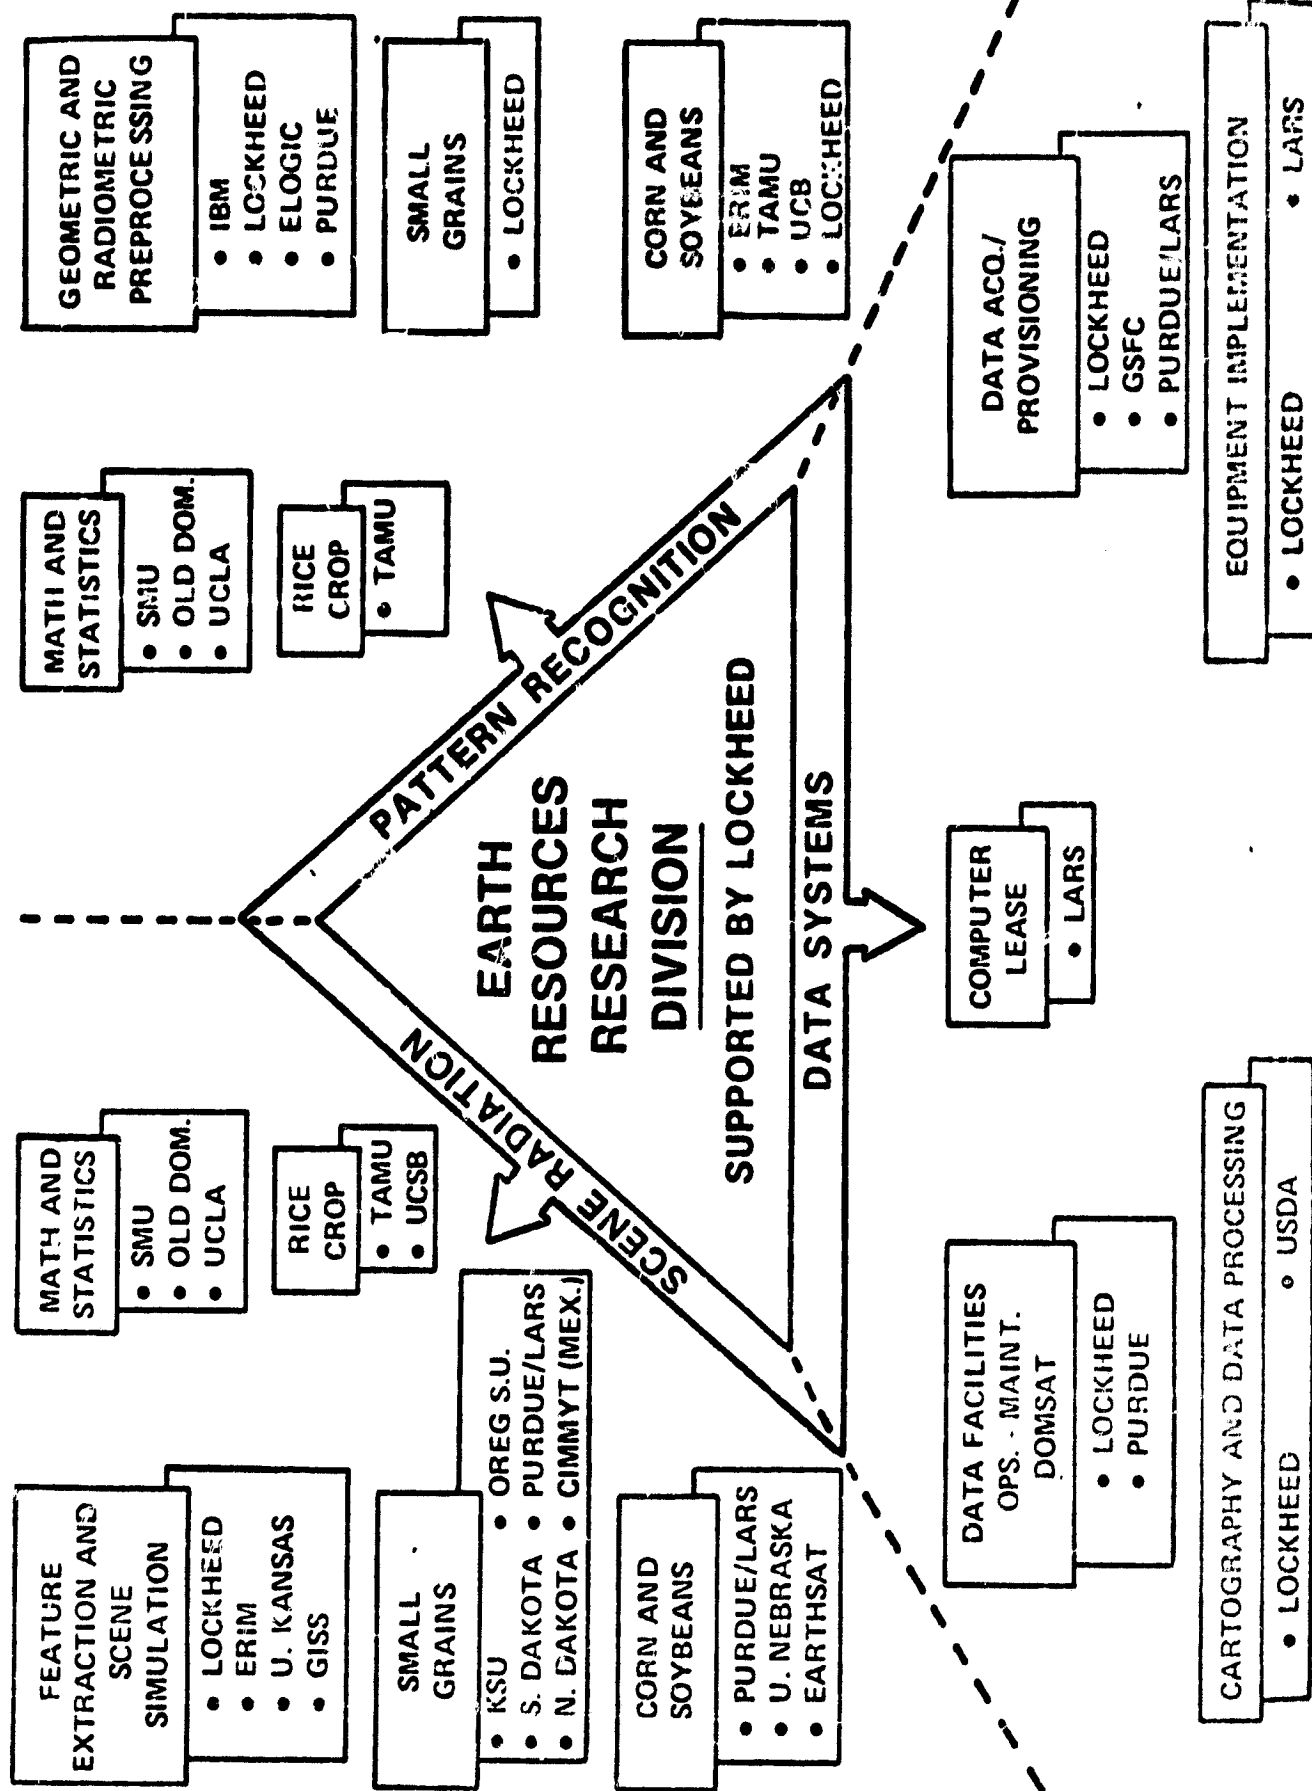 FEATURE
EXTRACTION AND
SCENE
SIMULATION
• LOCKHEED
• ERIM
• U. KANSAS
• GISS
MATH AND
STATISTICS
• SMU
• OLD DOM.
• UCLA
RICE
CROP
• TAMU
• UCSB
SMALL
GRAINS
• KSU • OREG S.U.
• S. DAKOTA • PURDUE/LARS
• N. DAKOTA • CIMMYT (MEX.)
CORN AND
SOYBEANS
• PURDUE/LARS
• U. NEBRASKA
• EARTHSAT
SCENE RADIATION
MATH AND
STATISTICS
• SMU
• OLD DOM.
• UCLA
RICE
CROP
• TAMU
GEOMETRIC AND
RADIOMETRIC
PREPROCESSING
• IBM
• LOCKHEED
• ELOGIC
• PURDUE
SMALL
GRAINS
• LOCKHEED
CORN AND
SOYBEANS
• ERIM
• TAMU
• UCB
• LOCKHEED
PATTERN RECOGNITION
EARTH
RESOURCES
RESEARCH
DIVISION
SUPPORTED BY LOCKHEED
DATA SYSTEMS
DATA FACILITIES
OPS. - MAINT.
DOMSAT
• LOCKHEED
• PURDUE
COMPUTER
LEASE
• LARS
DATA ACQ./
PROVISIONING
• LOCKHEED
• GSFC
• PURDUE/LARS
CARTOGRAPHY AND DATA PROCESSING
• LOCKHEED • USDA
EQUIPMENT IMPLEMENTATION
• LOCKHEED • LARS